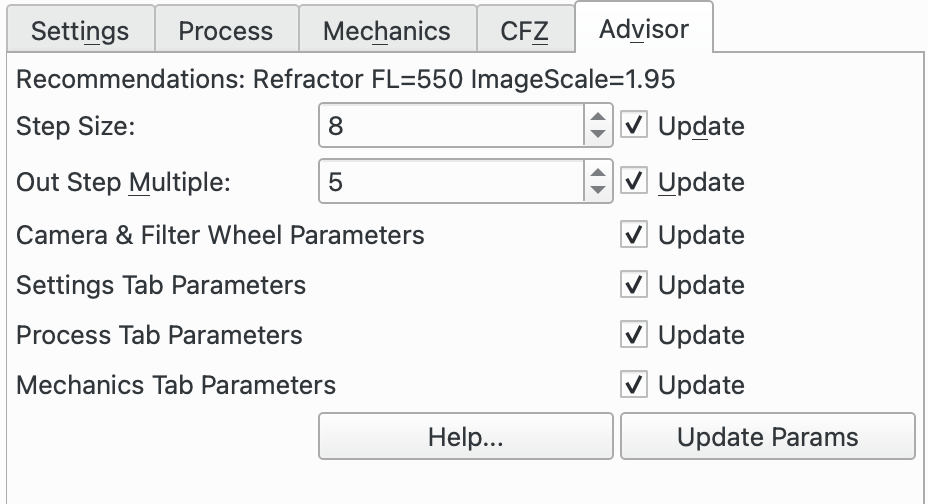 Settings Process Mechanics CFZ Advisor
Recommendations: Refractor FL=550 ImageScale=1.95
Step Size: 8 Update
Out Step Multiple: 5 Update
Camera & Filter Wheel Parameters Update
Settings Tab Parameters Update
Process Tab Parameters Update
Mechanics Tab Parameters Update
Help... Update Params